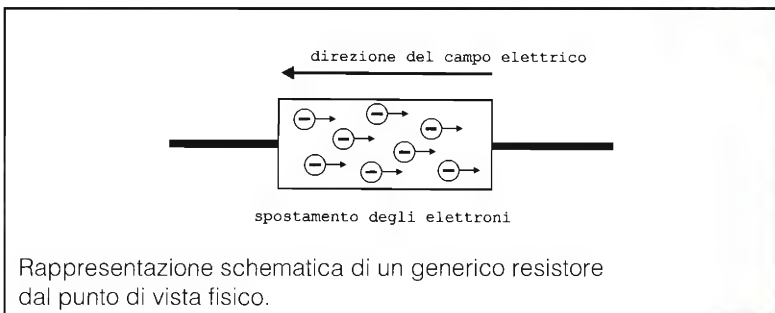 direzione del campo elettrico
spostamento degli elettroni
Rappresentazione schematica di un generico resistore
dal punto di vista fisico.